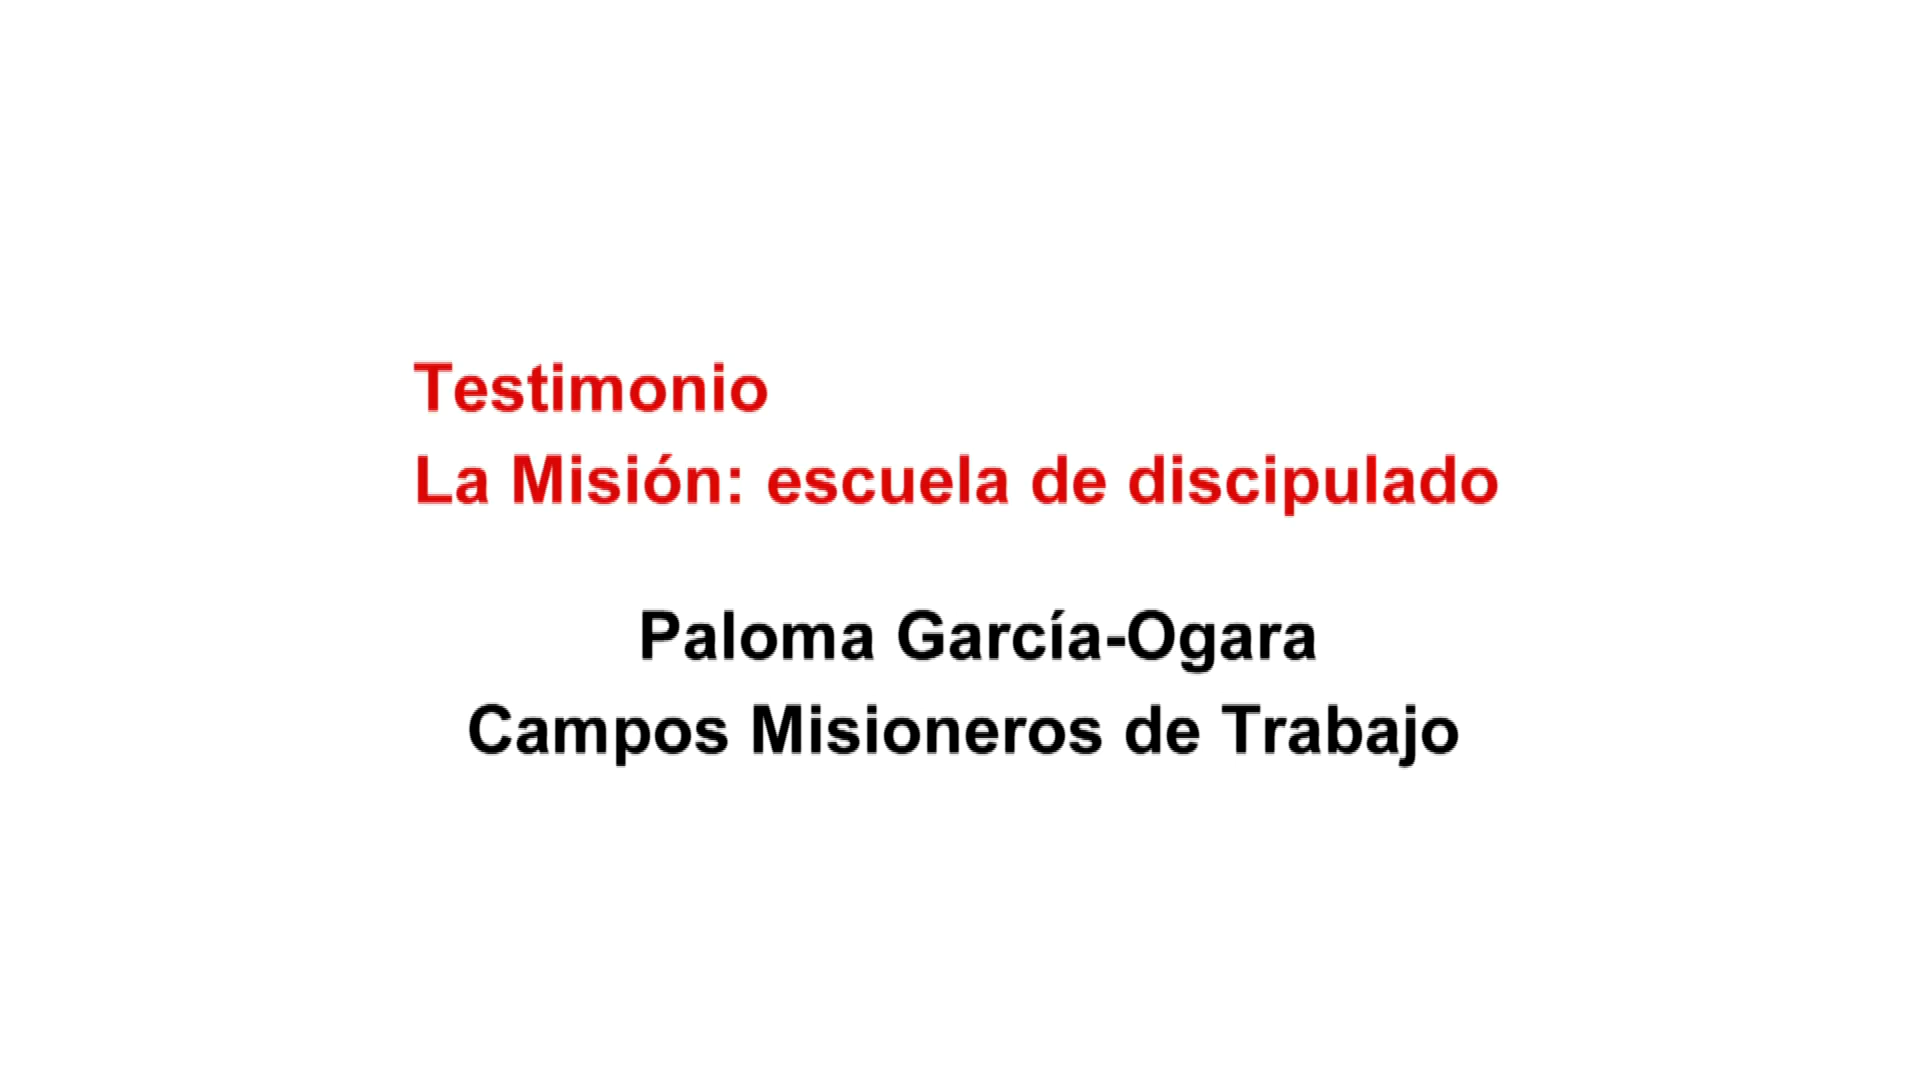 Testimonio
La Misión: escuela de discipulado
Paloma García-Ogara
Campos Misioneros de Trabajo